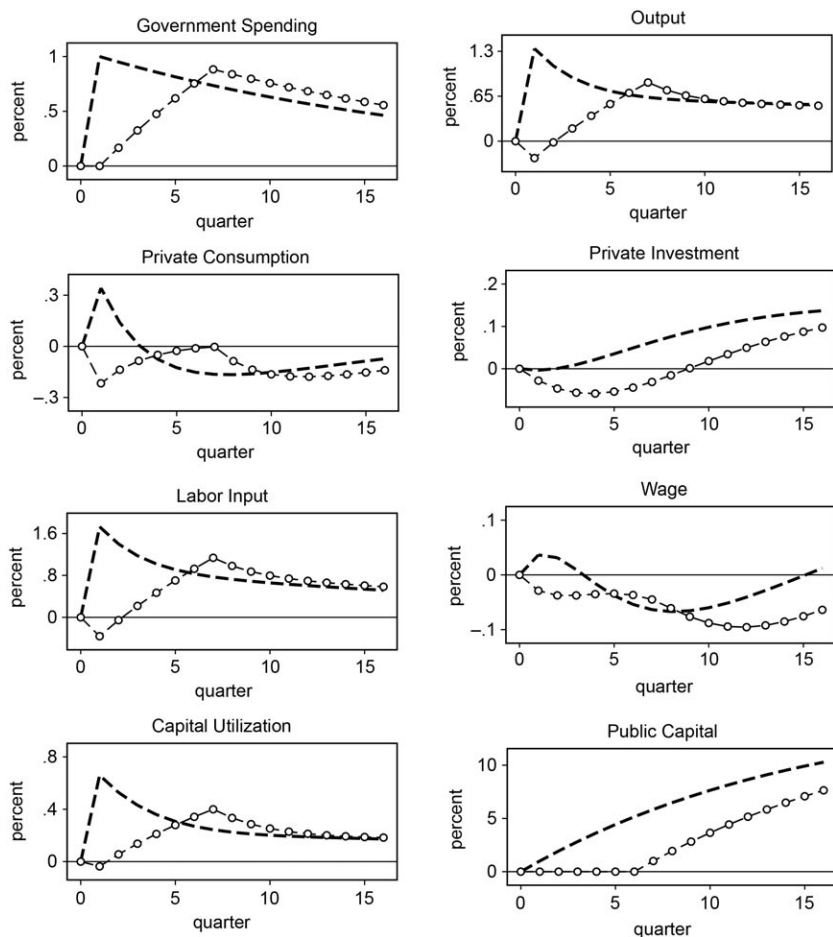 Government Spending
percent
1
.5
0
0 5 10 15
quarter
Output
percent
1.3
.65
0
0 5 10 15
quarter
Private Consumption
percent
.3
0
–.3
0 5 10 15
quarter
Private Investment
percent
.2
0.1
0
0 5 10 15
quarter
Labor Input
percent
1.6
.8
0
0 5 10 15
quarter
Wage
percent
0.1
0
–.1
0 5 10 15
quarter
Capital Utilization
percent
.8
.4
0
0 5 10 15
quarter
Public Capital
percent
10
5
0
0 5 10 15
quarter